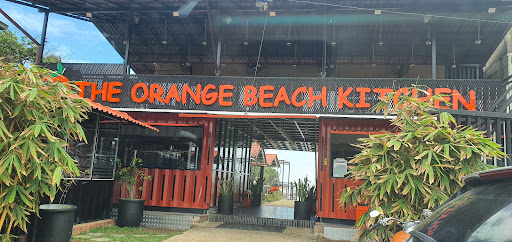 THE ORANGE BEACH KITCHEN